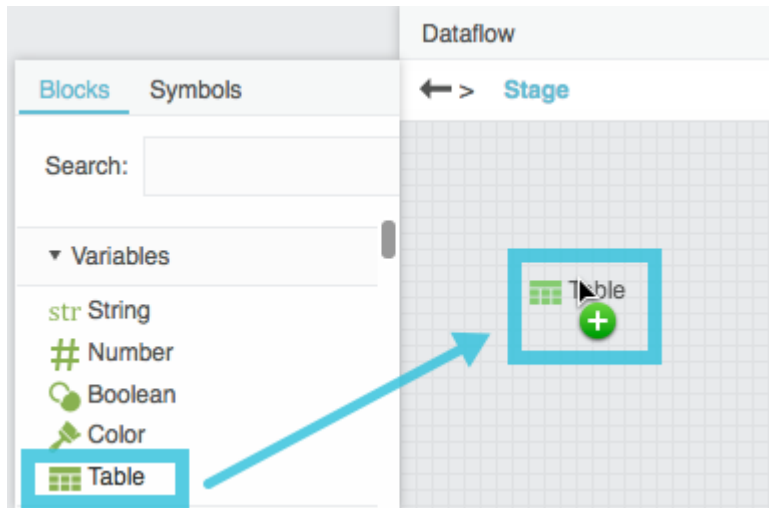 Dataflow
Blocks Symbols
> Stage
Search:
Variables
str String
Number
Boolean
Color
Table
Table